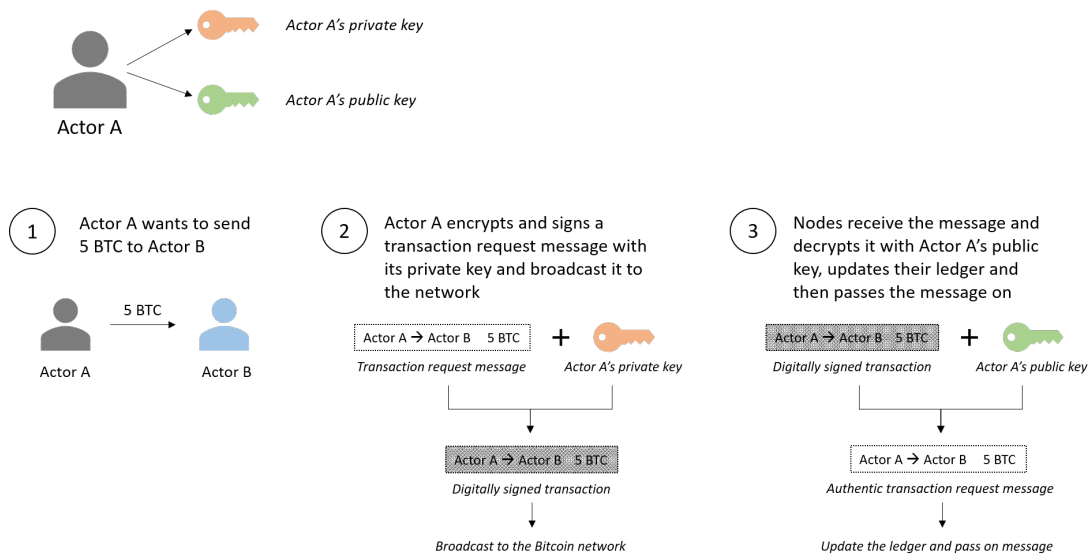 Actor A's private key
Actor A's public key
Actor A
1
Actor A wants to send
5 BTC to Actor B
5 BTC
Actor A
Actor B
2
Actor A encrypts and signs a
transaction request message with
its private key and broadcast it to
the network
Actor A → Actor B 5 BTC
+
Transaction request message
Actor A's private key
Actor A → Actor B 5 BTC
Digitally signed transaction
Broadcast to the Bitcoin network
3
Nodes receive the message and
decrypts it with Actor A's public
key, updates their ledger and
then passes the message on
Actor A → Actor B 5 BTC
+
Digitally signed transaction
Actor A's public key
Actor A → Actor B 5 BTC
Authentic transaction request message
Update the ledger and pass on message